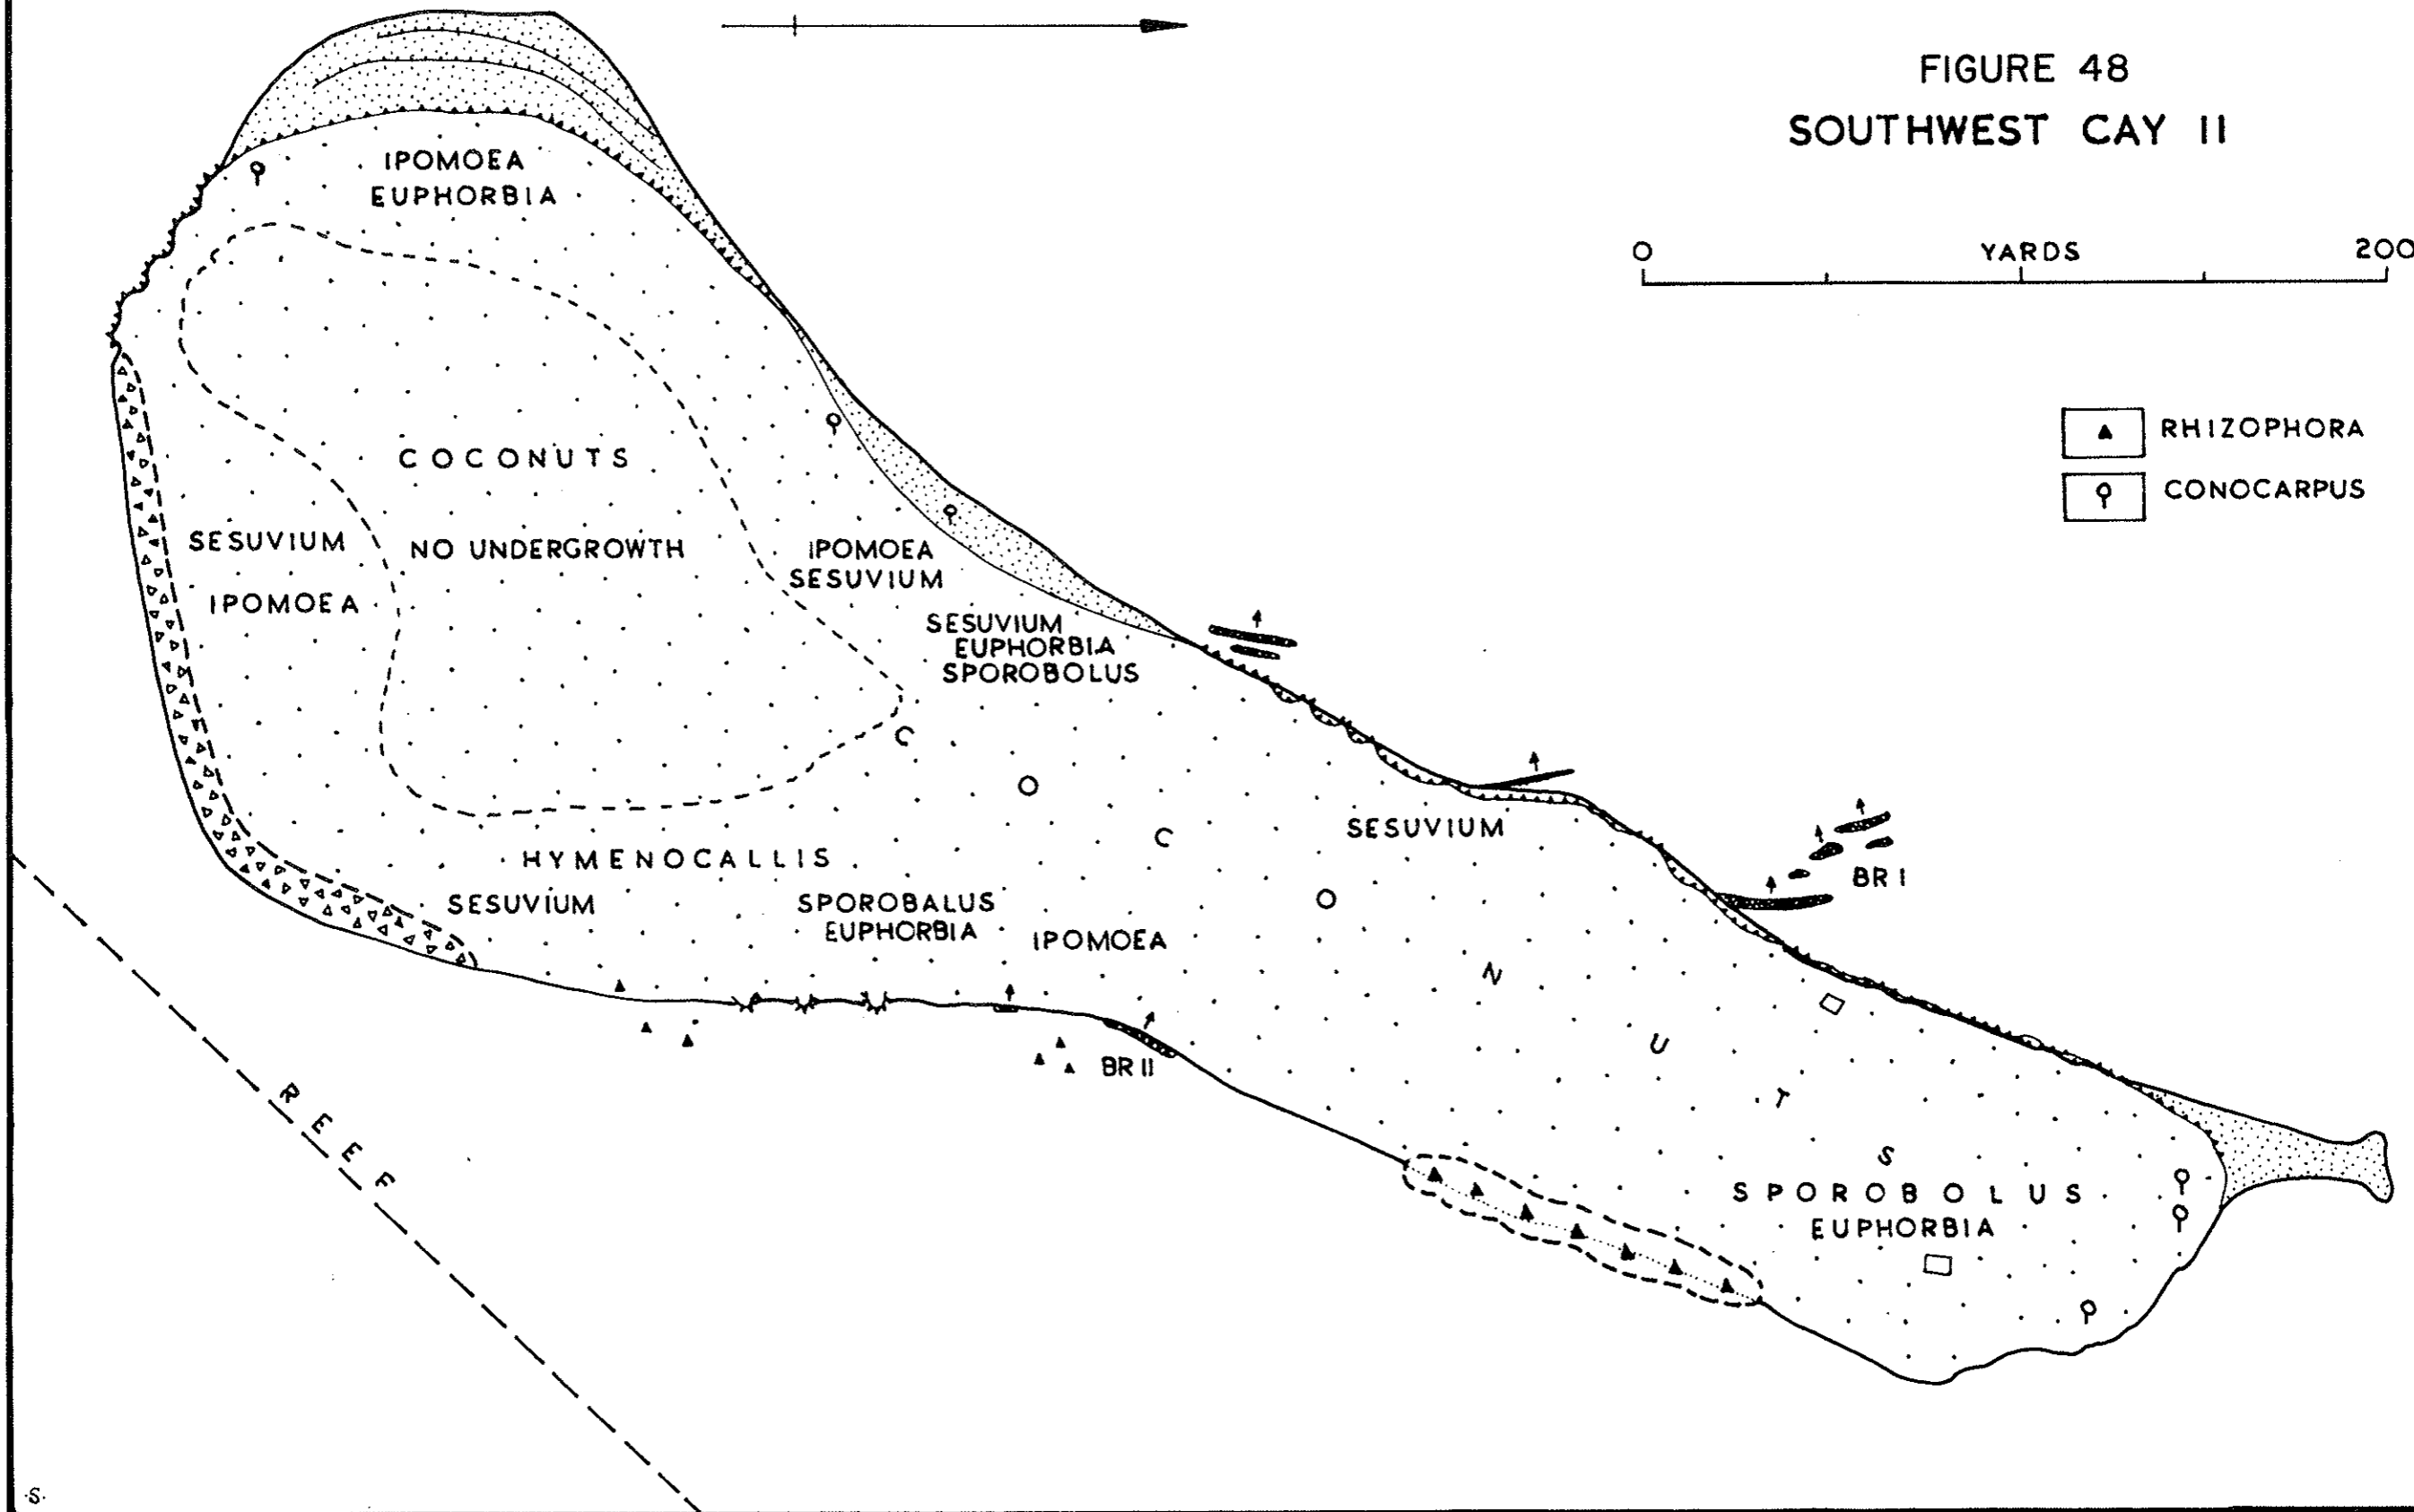 FIGURE 48
SOUTHWEST CAY II
0 YARDS 200
RHIZOPHORA
CONOCARPUS
IPOMOEA
EUPHORBIA
COCONUTS
NO UNDERGROWTH
SESUVIUM
IPOMOEA
IPOMOEA
SESUVIUM
SESUVIUM
EUPHORBIA
SPOROBOLUS
COCONUTS
SESUVIUM
BR I
HYMENOCALLIS
SESUVIUM
SPOROBALUS
EUPHORBIA
IPOMOEA
BR II
REEF
SPOROBOLUS
EUPHORBIA
·S·